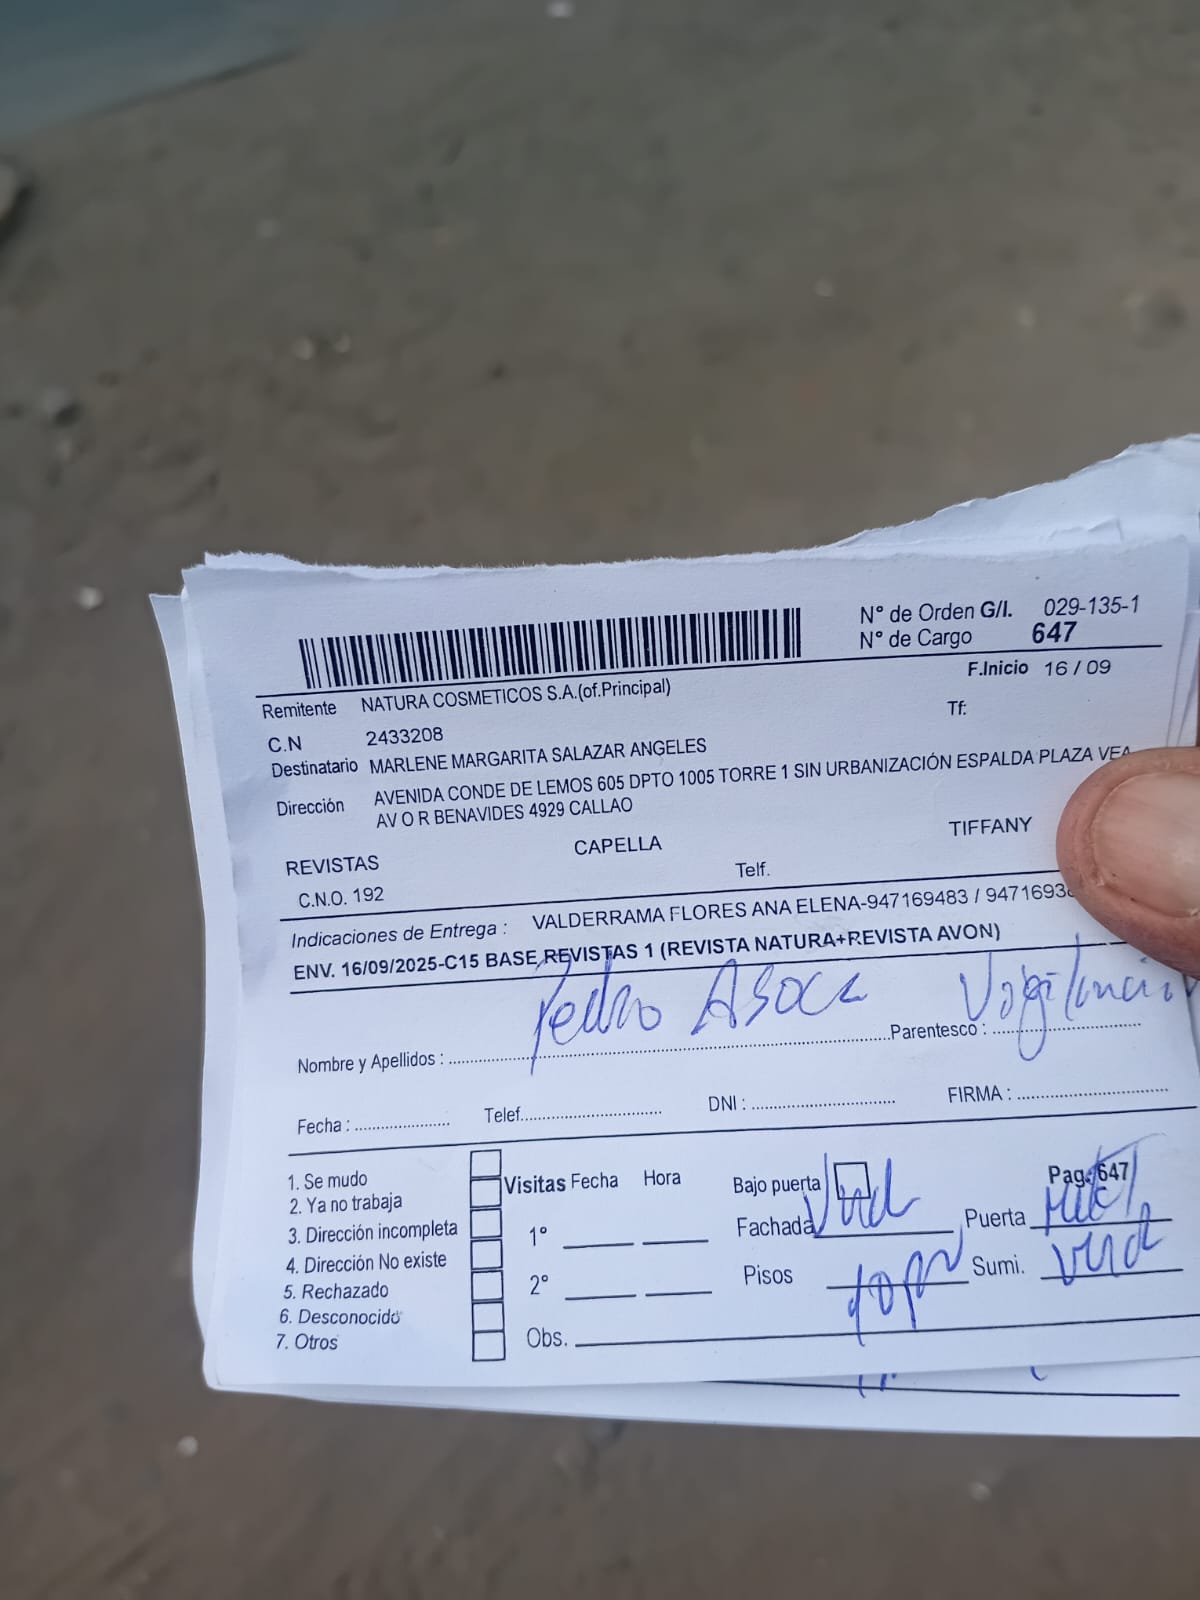 N° de Orden G/I. 029-135-1
N° de Cargo 647
F.Inicio 16 / 09
Remitente NATURA COSMETICOS S.A.(of.Principal)
C.N 2433208
Tf:
Destinatario MARLENE MARGARITA SALAZAR ANGELES
Dirección AVENIDA CONDE DE LEMOS 605 DPTO 1005 TORRE 1 SIN URBANIZACIÓN ESPALDA PLAZA VEA
AV O R BENAVIDES 4929 CALLAO
REVISTAS CAPELLA TIFFANY
C.N.O. 192 Telf.
Indicaciones de Entrega : VALDERRAMA FLORES ANA ELENA-947169483 /
ENV. 16/09/2025-C15 BASE REVISTAS 1 (REVISTA NATURA+REVISTA AVON)
Pedro Vigilancia
Nombre y Apellidos : Parentesco :
Fecha : Telef. DNI : FIRMA :
1. Se mudo
2. Ya no trabaja
3. Dirección incompleta
4. Dirección No existe
5. Rechazado
6. Desconocido
7. Otros
Visitas Fecha Hora
1°
2°
Obs.
Bajo puerta Pag. 647
Fachada Puerta
Pisos Sumi.